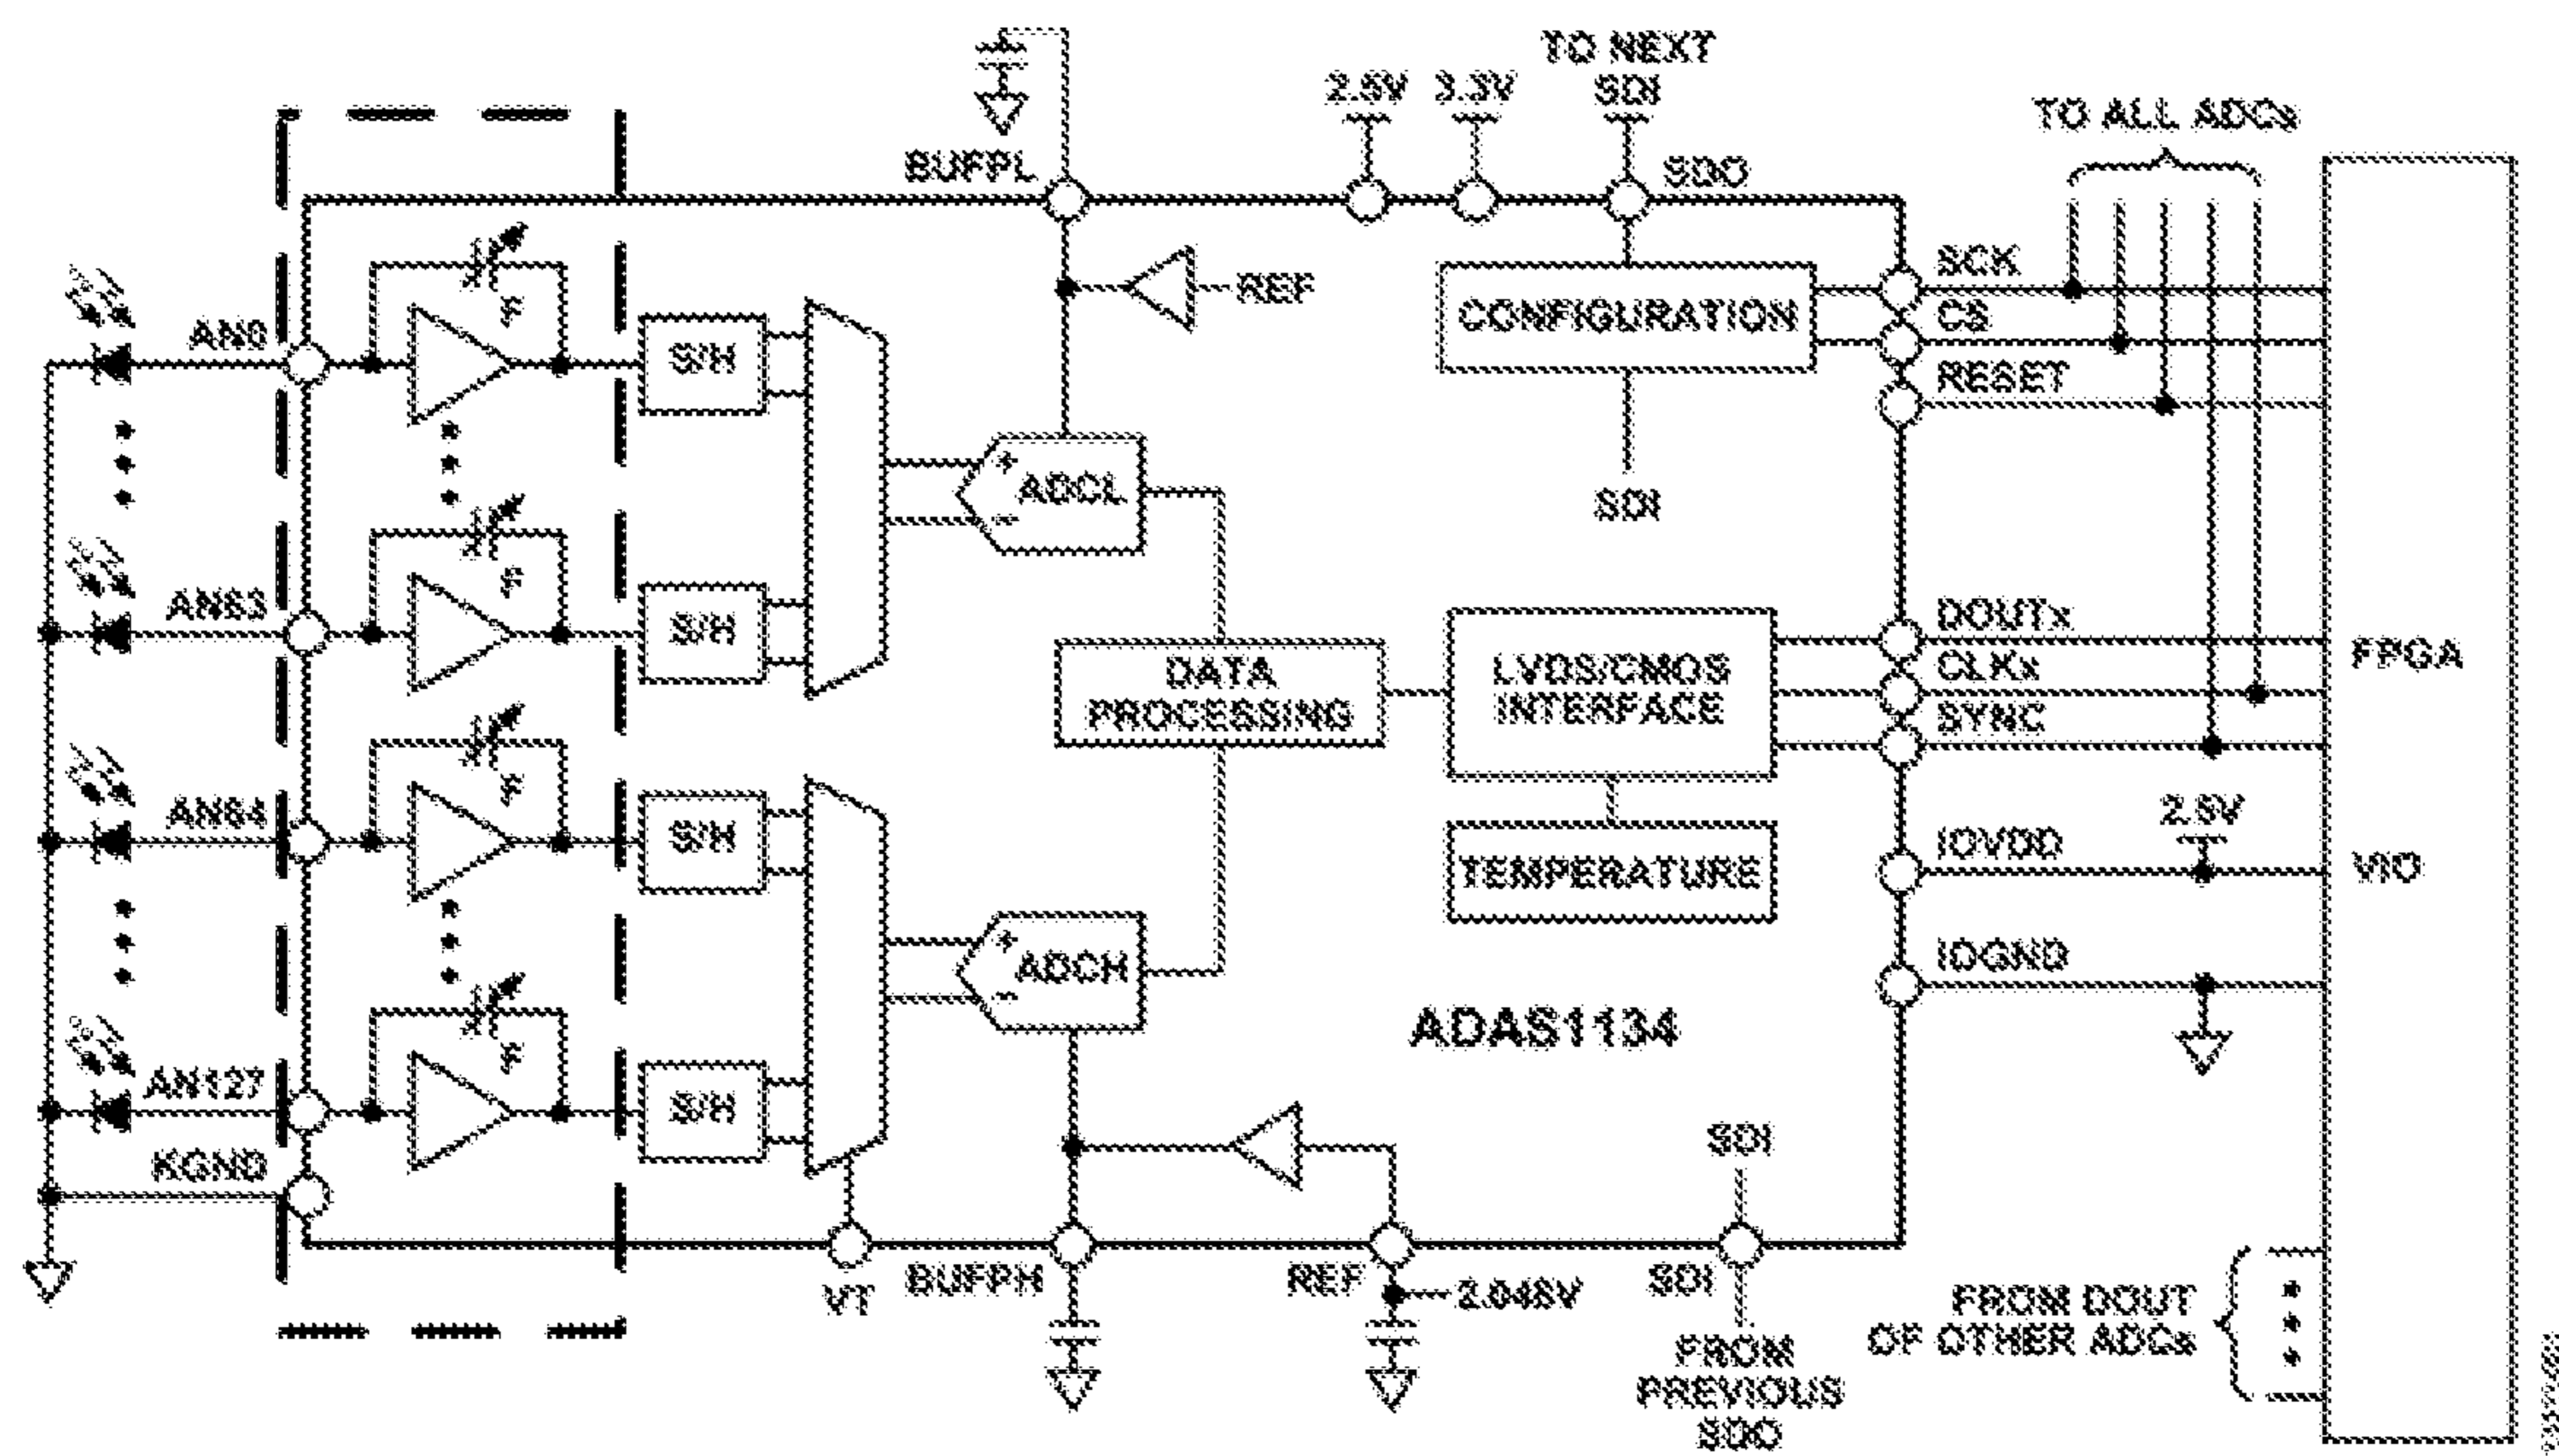 TO NEXT
SDI
2.5V
3.3V
TO ALL ADCs
BUFPL
SDO
REF
SCK
CONFIGURATION
CS
AN0
S/H
RESET
ADCL
SDI
AN63
S/H
DOUTx
LVDS/CMOS
INTERFACE
CLKx
FPGA
DATA
PROCESSING
SYNC
AN64
S/H
2.5V
IOVDD
VIO
TEMPERATURE
ADCH
IOGND
ADAS1134
AN127
S/H
SDI
KGND
VT
BUFPH
REF
2.048V
SDI
FROM DOUT
OF OTHER ADCs
FROM
PREVIOUS
SDO